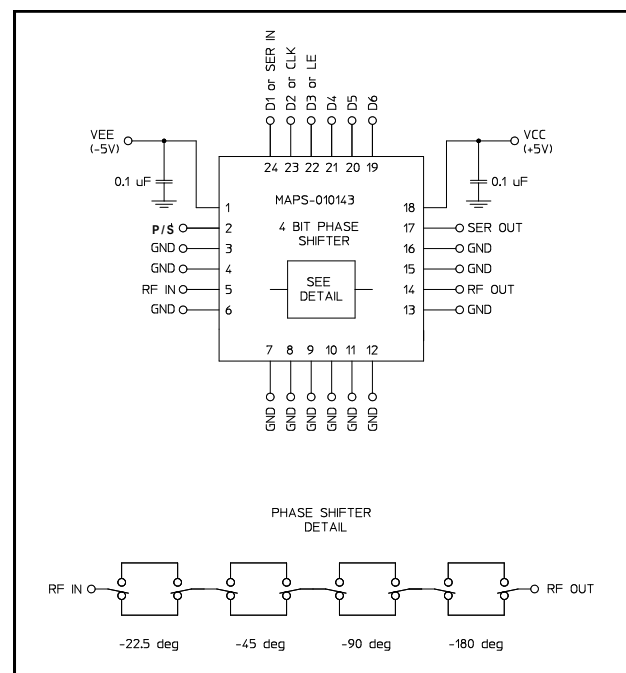 D1 or SER IN
D2 or CLK
D3 or LE
D4
D5
D6
VEE
(-5V)
VCC
(+5V)
24 23 22 21 20 19
0.1 uF
0.1 uF
MAPS-010143
4 BIT PHASE
SHIFTER
SEE
DETAIL
1
P/S 2
GND 3
GND 4
RF IN 5
GND 6
18
17 SER OUT
16 GND
15 GND
14 RF OUT
13 GND
7 8 9 10 11 12
GND GND GND GND GND GND
PHASE SHIFTER
DETAIL
RF IN
RF OUT
-22.5 deg -45 deg -90 deg -180 deg